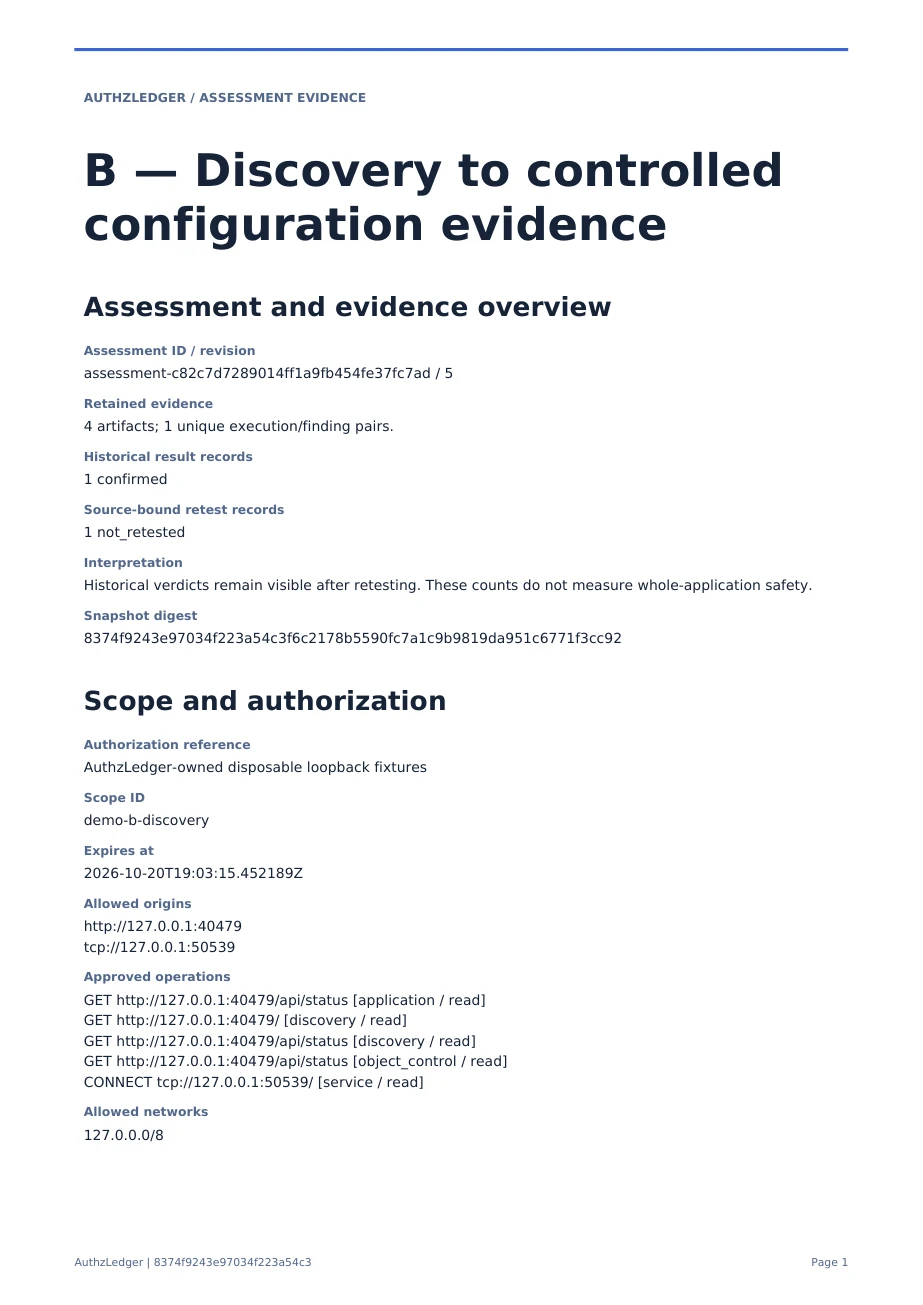 AUTHZLEDGER / ASSESSMENT EVIDENCE
B — Discovery to controlled
configuration evidence
Assessment and evidence overview
Assessment ID / revision
assessment-c82c7d7289014ff1a9fb454fe37fc7ad / 5
Retained evidence
4 artifacts; 1 unique execution/finding pairs.
Historical result records
1 confirmed
Source-bound retest records
1 not_retested
Interpretation
Historical verdicts remain visible after retesting. These counts do not measure whole-application safety.
Snapshot digest
8374f9243e97034f223a54c3f6c2178b5590fc7a1c9b9819da951c6771f3cc92
Scope and authorization
Authorization reference
AuthzLedger-owned disposable loopback fixtures
Scope ID
demo-b-discovery
Expires at
2026-10-20T19:03:15.452189Z
Allowed origins
http://127.0.0.1:40479
tcp://127.0.0.1:50539
Approved operations
GET http://127.0.0.1:40479/api/status [application / read]
GET http://127.0.0.1:40479/ [discovery / read]
GET http://127.0.0.1:40479/api/status [discovery / read]
GET http://127.0.0.1:40479/api/status [object_control / read]
CONNECT tcp://127.0.0.1:50539/ [service / read]
Allowed networks
127.0.0.0/8
AuthzLedger | 8374f9243e97034f223a54c3
Page 1